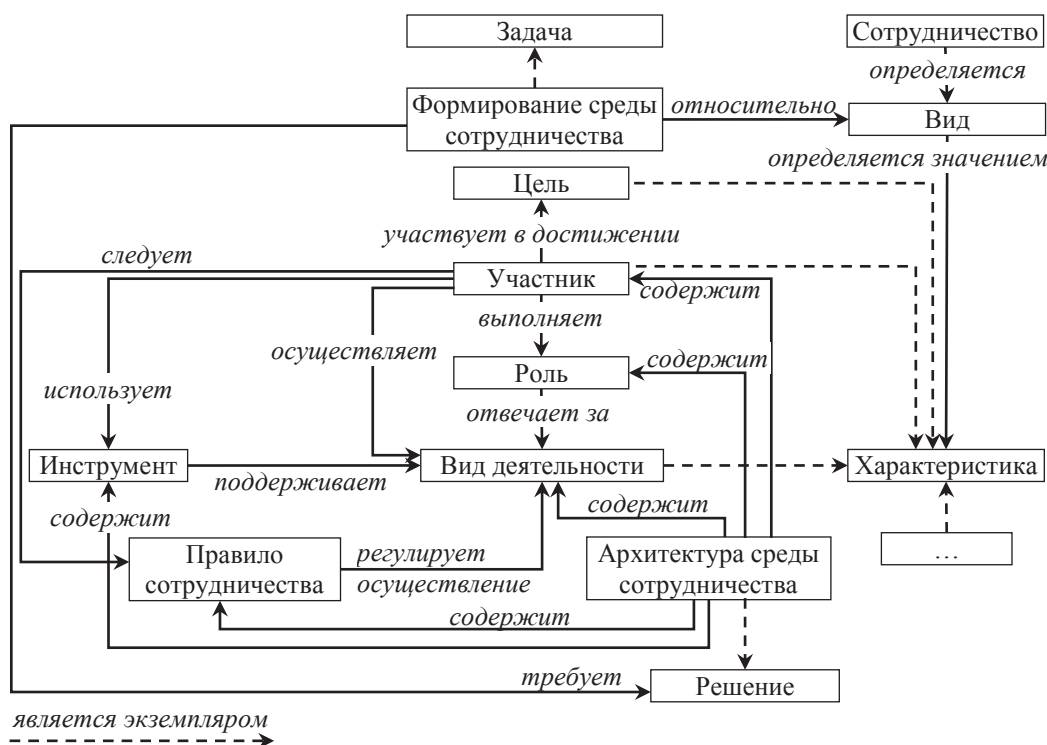 Задача
Сотрудничество
определяется
Формирование среды
сотрудничества
относительно
Вид
определяется значением
Цель
участвует в достижении
следует
Участник
содержит
выполняет
осуществляет
содержит
использует
Роль
отвечает за
Инструмент
поддерживает
Вид деятельности
Характеристика
содержит
содержит
Правило
сотрудничества
регулирует
осуществление
Архитектура среды
сотрудничества
…
содержит
требует
Решение
является экземпляром